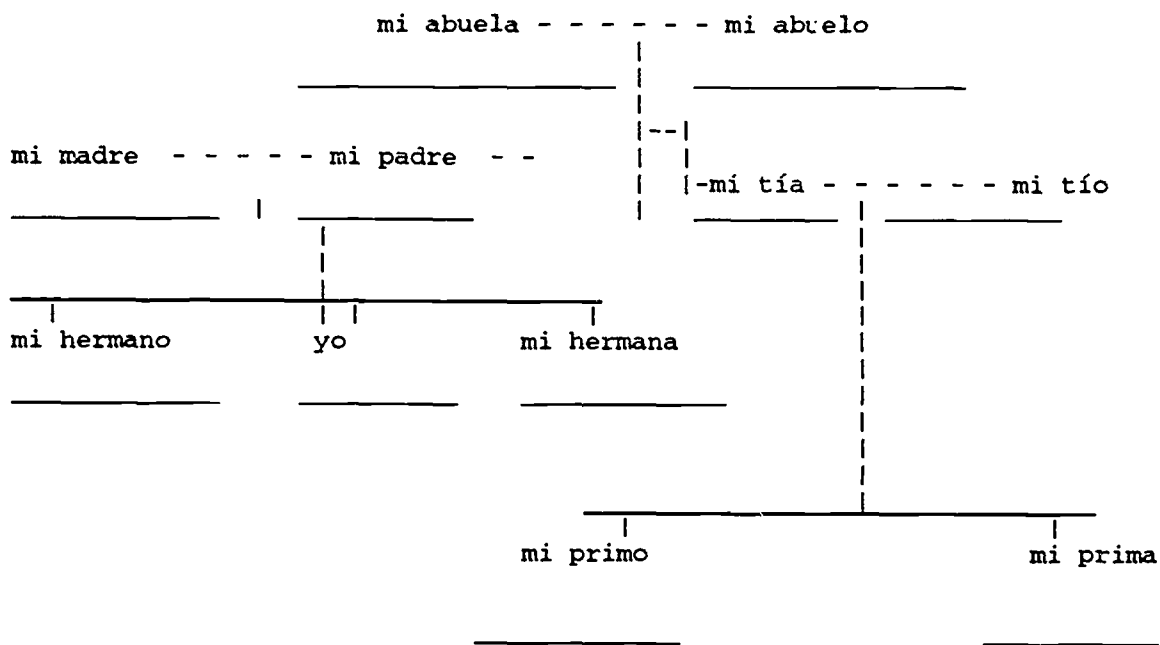 mi abuela - - - - - - mi abuelo
mi madre - - - - - mi padre - -
mi tía - - - - - - mi tío
mi hermano yo mi hermana
mi primo mi prima